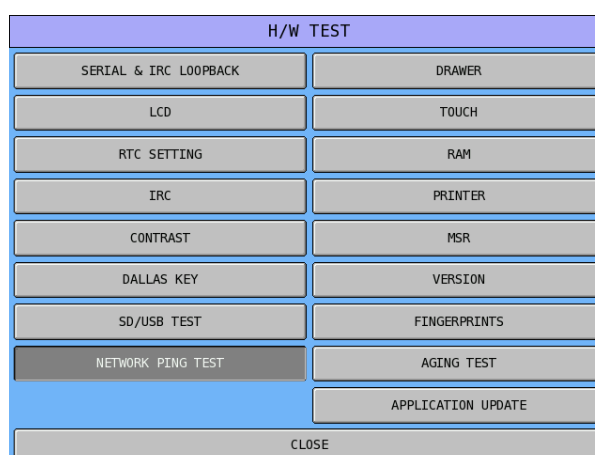 H/W TEST
SERIAL & IRC LOOPBACK
DRAWER
LCD
TOUCH
RTC SETTING
RAM
IRC
PRINTER
CONTRAST
MSR
DALLAS KEY
VERSION
SD/USB TEST
FINGERPRINTS
NETWORK PING TEST
AGING TEST
APPLICATION UPDATE
CLOSE